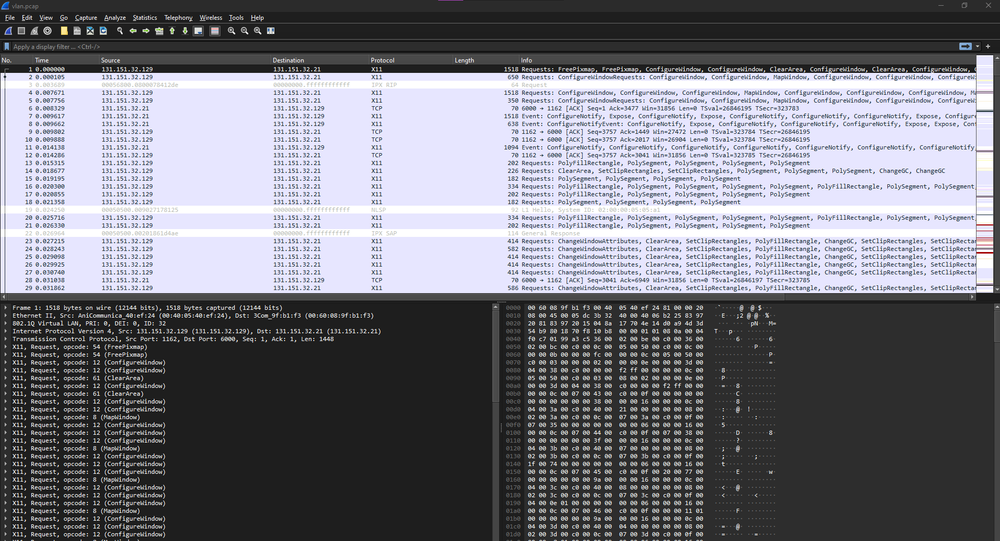 vlan.pcap
File Edit View Go Capture Analyze Statistics Telephony Wireless Tools Help
Apply a display filter ... <Ctrl-/>
No. Time Source Destination Protocol Length Info
1 0.000000 131.151.32.129 131.151.32.21 X11 1518 Requests: FreePixmap, FreePixmap, ConfigureWindow, ConfigureWindow, ClearArea, ConfigureWindow, ClearArea, ConfigureWindow, C
2 0.000105 131.151.32.129 131.151.32.21 X11 650 Requests: ConfigureWindowRequests: ConfigureWindow, MapWindow, ConfigureWindow, ConfigureWindow, ConfigureWindow, ConfigureWi
3 0.003689 00056800.0800078412de 00000000.ffffffffffff IPX RIP 64 Request
4 0.007671 131.151.32.129 131.151.32.21 X11 1518 Requests: ConfigureWindow, ConfigureWindow, ConfigureWindow, MapWindow, ConfigureWindow, ConfigureWindow, ConfigureWindow, Ma
5 0.007756 131.151.32.129 131.151.32.21 X11 350 Requests: ConfigureWindowRequests: ConfigureWindow, ConfigureWindow, MapWindow, ConfigureWindow, ConfigureWindow, ConfigureWi
6 0.008329 131.151.32.21 131.151.32.129 TCP 70 6000 → 1162 [ACK] Seq=1 Ack=3477 Win=31856 Len=0 TSval=26846195 TSecr=323783
7 0.009617 131.151.32.21 131.151.32.129 X11 1518 Event: ConfigureNotify, Expose, ConfigureNotify, Expose, ConfigureNotify, Expose, ConfigureNotify, Expose, Configure
8 0.009662 131.151.32.21 131.151.32.129 X11 638 Event: ConfigureNotifyEvent: ConfigureNotify, Expose, ConfigureNotify, ConfigureNotify, ConfigureNotify, Expose, Expose, Con
9 0.009802 131.151.32.129 131.151.32.21 TCP 70 1162 → 6000 [ACK] Seq=3757 Ack=1449 Win=27472 Len=0 TSval=323784 TSecr=26846195
10 0.009888 131.151.32.129 131.151.32.21 TCP 70 1162 → 6000 [ACK] Seq=3757 Ack=2017 Win=26904 Len=0 TSval=323784 TSecr=26846195
11 0.014138 131.151.32.21 131.151.32.129 X11 1094 Event: ConfigureNotify, ConfigureNotify, ConfigureNotify, ConfigureNotify, ConfigureNotify, ConfigureNotify
12 0.014286 131.151.32.129 131.151.32.21 TCP 70 1162 → 6000 [ACK] Seq=3757 Ack=3041 Win=31856 Len=0 TSval=323785 TSecr=26846195
13 0.015315 131.151.32.129 131.151.32.21 X11 202 Requests: PolyFillRectangle, PolySegment, PolySegment, PolySegment, PolySegment
14 0.018677 131.151.32.129 131.151.32.21 X11 226 Requests: ClearArea, SetClipRectangles, SetClipRectangles, PolySegment, PolySegment, PolySegment, ChangeGC, ChangeGC
15 0.019195 131.151.32.129 131.151.32.21 X11 182 Requests: PolySegment, PolySegment, PolySegment, PolySegment
16 0.020300 131.151.32.129 131.151.32.21 X11 334 Requests: PolyFillRectangle, PolySegment, PolySegment, PolySegment, PolySegment, PolyFillRectangle, PolySegment, PolySegment,
17 0.020855 131.151.32.129 131.151.32.21 X11 202 Requests: PolyFillRectangle, PolySegment, PolySegment, PolySegment, PolySegment
18 0.021358 131.151.32.129 131.151.32.21 X11 182 Requests: PolySegment, PolySegment, PolySegment, PolySegment
19 0.024250 00050500.009027178125 00000000.ffffffffffff NLSP 92 L1 Hello, System ID: 02:00:00:05:05:a1
20 0.025716 131.151.32.129 131.151.32.21 X11 334 Requests: PolyFillRectangle, PolySegment, PolySegment, PolySegment, PolySegment, PolyFillRectangle, PolySegment, PolySegment,
21 0.026330 131.151.32.129 131.151.32.21 X11 202 Requests: PolyFillRectangle, PolySegment, PolySegment, PolySegment, PolySegment
22 0.026964 00050500.00201861d4ae 00000000.ffffffffffff IPX SAP 114 General Response
23 0.027215 131.151.32.129 131.151.32.21 X11 414 Requests: ChangeWindowAttributes, ClearArea, SetClipRectangles, PolyFillRectangle, ChangeGC, SetClipRectangles, SetClipRectan
24 0.028243 131.151.32.129 131.151.32.21 X11 582 Requests: ChangeWindowAttributes, ClearArea, SetClipRectangles, PolyFillRectangle, ChangeGC, SetClipRectangles, SetClipRectan
25 0.029098 131.151.32.129 131.151.32.21 X11 414 Requests: ChangeWindowAttributes, ClearArea, SetClipRectangles, PolyFillRectangle, ChangeGC, SetClipRectangles, SetClipRectan
26 0.029925 131.151.32.129 131.151.32.21 X11 414 Requests: ChangeWindowAttributes, ClearArea, SetClipRectangles, PolyFillRectangle, ChangeGC, SetClipRectangles, SetClipRectan
27 0.030740 131.151.32.129 131.151.32.21 X11 414 Requests: ChangeWindowAttributes, ClearArea, SetClipRectangles, PolyFillRectangle, ChangeGC, SetClipRectangles, SetClipRectan
28 0.031038 131.151.32.21 131.151.32.129 TCP 70 6000 → 1162 [ACK] Seq=3041 Ack=6949 Win=31856 Len=0 TSval=26846197 TSecr=323785
29 0.031862 131.151.32.129 131.151.32.21 X11 586 Requests: ChangeWindowAttributes, ClearArea, SetClipRectangles, PolyFillRectangle, ChangeGC, SetClipRectangles, SetClipRectan
Frame 1: 1518 bytes on wire (12144 bits), 1518 bytes captured (12144 bits)
Ethernet II, Src: AniCommunica_40:ef:24 (00:40:05:40:ef:24), Dst: 3Com_9f:b1:f3 (00:60:08:9f:b1:f3)
802.1Q Virtual LAN, PRI: 0, DEI: 0, ID: 32
Internet Protocol Version 4, Src: 131.151.32.129 (131.151.32.129), Dst: 131.151.32.21 (131.151.32.21)
Transmission Control Protocol, Src Port: 1162, Dst Port: 6000, Seq: 1, Ack: 1, Len: 1448
X11, Request, opcode: 54 (FreePixmap)
X11, Request, opcode: 54 (FreePixmap)
X11, Request, opcode: 12 (ConfigureWindow)
X11, Request, opcode: 12 (ConfigureWindow)
X11, Request, opcode: 61 (ClearArea)
X11, Request, opcode: 12 (ConfigureWindow)
X11, Request, opcode: 61 (ClearArea)
X11, Request, opcode: 12 (ConfigureWindow)
X11, Request, opcode: 12 (ConfigureWindow)
X11, Request, opcode: 8 (MapWindow)
X11, Request, opcode: 12 (ConfigureWindow)
X11, Request, opcode: 12 (ConfigureWindow)
X11, Request, opcode: 12 (ConfigureWindow)
X11, Request, opcode: 8 (MapWindow)
X11, Request, opcode: 12 (ConfigureWindow)
X11, Request, opcode: 12 (ConfigureWindow)
X11, Request, opcode: 12 (ConfigureWindow)
X11, Request, opcode: 8 (MapWindow)
X11, Request, opcode: 12 (ConfigureWindow)
X11, Request, opcode: 12 (ConfigureWindow)
X11, Request, opcode: 12 (ConfigureWindow)
X11, Request, opcode: 8 (MapWindow)
X11, Request, opcode: 12 (ConfigureWindow)
X11, Request, opcode: 12 (ConfigureWindow)
X11, Request, opcode: 12 (ConfigureWindow)
0000 00 60 08 9f b1 f3 00 40 05 40 ef 24 81 00 00 20
0010 08 00 45 00 05 dc 3b 32 40 00 40 06 b2 25 83 97
0020 20 81 83 97 20 15 04 8a 17 70 4e 14 d0 a9 4d 3d
0030 54 b9 80 18 70 f8 10 b8 00 00 01 01 08 0a 00 04
0040 f0 c7 01 99 a3 c5 36 00 02 00 be 00 c0 00 36 00
0050 02 00 bc 00 c0 00 0c 00 05 00 50 00 c0 00 0c 00
0060 00 00 0b 00 00 00 fc 00 00 00 0c 00 05 00 50 00
0070 c0 00 03 00 00 00 02 00 00 00 0e 00 00 00 3d 00
0080 04 00 38 00 c0 00 00 00 f2 ff 00 00 00 00 0c 00
0090 05 00 50 00 c0 00 03 00 08 00 02 00 00 00 0e 00
00a0 00 00 3d 00 04 00 38 00 c0 00 00 00 f2 ff 00 00
00b0 00 00 0c 00 07 00 43 00 c0 00 0f 00 00 00 00 00
00c0 00 00 00 00 00 00 38 00 00 00 16 00 00 00 0c 00
00d0 04 00 3a 00 c0 00 40 00 21 00 00 00 00 00 08 00
00e0 02 00 3a 00 c0 00 0c 00 07 00 3a 00 c0 00 0f 00
00f0 07 00 35 00 00 00 00 00 00 00 06 00 00 00 16 00
0100 00 00 0c 00 07 00 44 00 c0 00 0f 00 07 00 38 00
0110 00 00 00 00 00 00 3f 00 00 00 16 00 00 00 0c 00
0120 04 00 3b 00 c0 00 40 00 07 00 00 00 00 00 08 00
0130 02 00 3b 00 c0 00 0c 00 07 00 3b 00 c0 00 0f 00
0140 1f 00 74 00 00 00 00 00 00 00 06 00 00 00 16 00
0150 00 00 0c 00 07 00 45 00 c0 00 0f 00 20 00 77 00
0160 00 00 00 00 00 00 9a 00 00 00 16 00 00 00 0c 00
0170 04 00 3c 00 c0 00 40 00 08 00 00 00 00 00 08 00
0180 02 00 3c 00 c0 00 0c 00 07 00 3c 00 c0 00 0f 00
0190 04 00 0e 01 00 00 00 00 00 00 06 00 00 00 16 00
01a0 00 00 0c 00 07 00 46 00 c0 00 0f 00 00 00 11 01
01b0 00 00 00 00 00 00 9a 00 00 00 16 00 00 00 0c 00
01c0 04 00 3d 00 c0 00 40 00 04 00 00 00 00 00 08 00
01d0 02 00 3d 00 c0 00 0c 00 07 00 3d 00 c0 00 0f 00